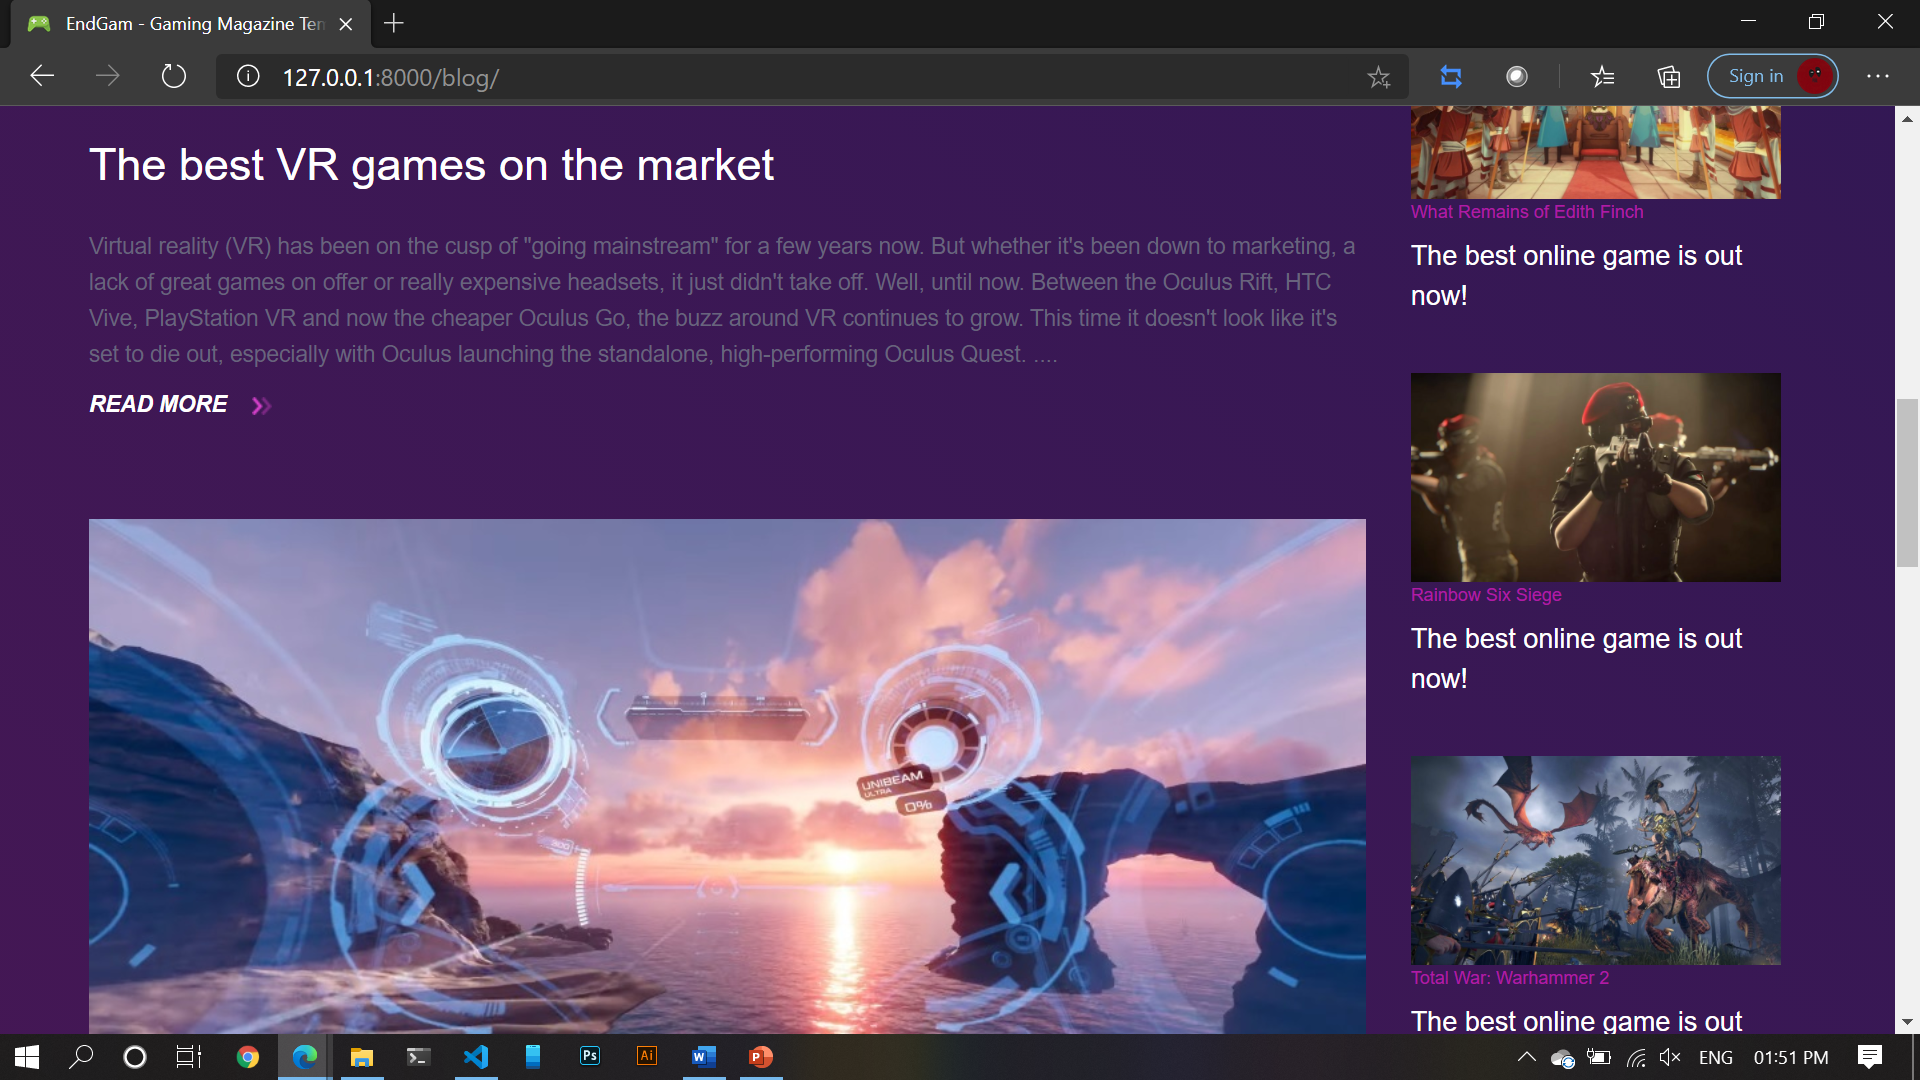 EndGam - Gaming Magazine Ten
127.0.0.1:8000/blog/
Sign in
The best VR games on the market
Virtual reality (VR) has been on the cusp of "going mainstream" for a few years now. But whether it's been down to marketing, a
lack of great games on offer or really expensive headsets, it just didn't take off. Well, until now. Between the Oculus Rift, HTC
Vive, PlayStation VR and now the cheaper Oculus Go, the buzz around VR continues to grow. This time it doesn't look like it's
set to die out, especially with Oculus launching the standalone, high-performing Oculus Quest. ....
READ MORE
UNIBEAM
ULTRA
0%
300
What Remains of Edith Finch
The best online game is out
now!
Rainbow Six Siege
The best online game is out
now!
Total War: Warhammer 2
The best online game is out
Ps
Ai
W
P
ENG
01:51 PM